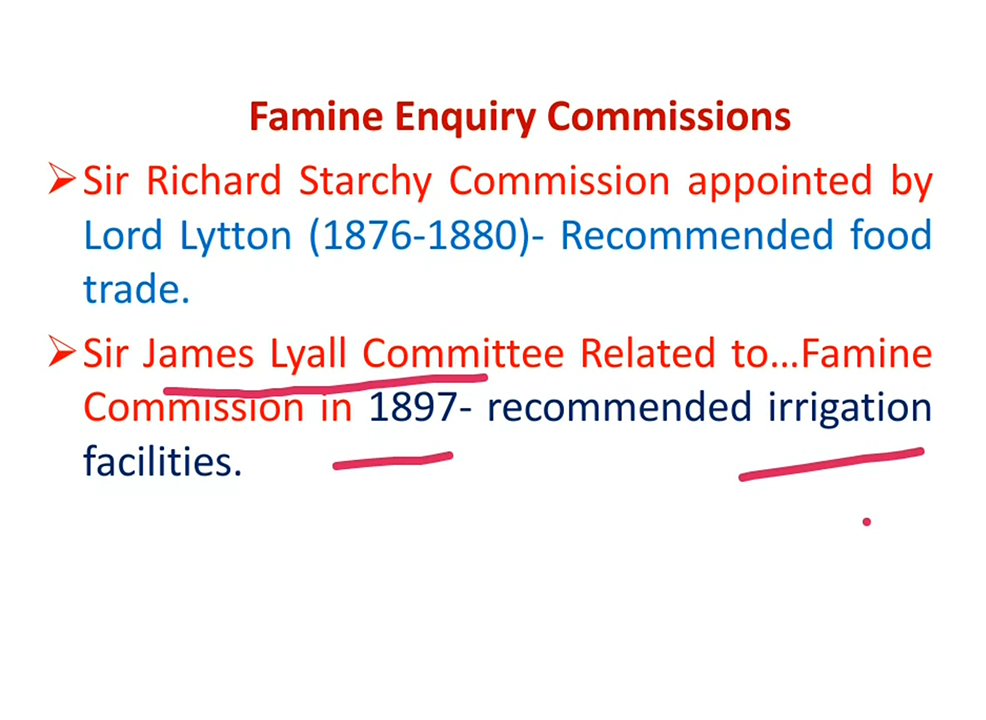 Famine Enquiry Commissions
➢Sir Richard Starchy Commission appointed by
Lord Lytton (1876-1880)- Recommended food
trade.
➢Sir James Lyall Committee Related to...Famine
Commission in 1897- recommended irrigation
facilities.